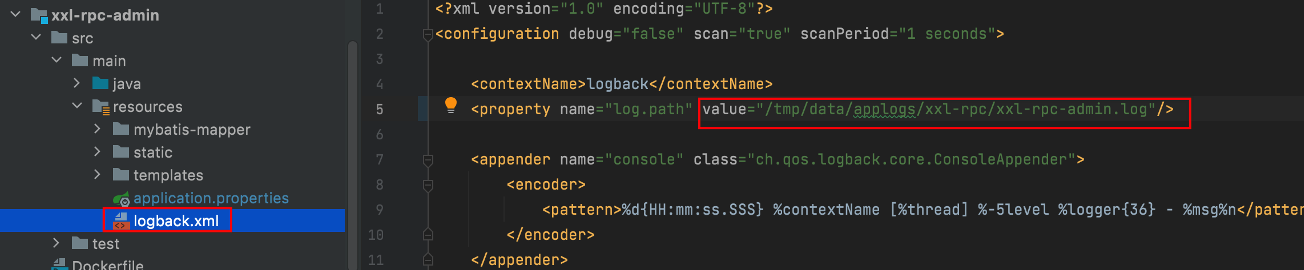 xxl-rpc-admin
src
main
java
resources
mybatis-mapper
static
templates
application.properties
logback.xml
test
Dockerfile
1 <?xml version="1.0" encoding="UTF-8"?>
2 <configuration debug="false" scan="true" scanPeriod="1 seconds">
3
4 <contextName>logback</contextName>
5 <property name="log.path" value="/tmp/data/applogs/xxl-rpc/xxl-rpc-admin.log"/>
6
7 <appender name="console" class="ch.qos.logback.core.ConsoleAppender">
8 <encoder>
9 <pattern>%d{HH:mm:ss.SSS} %contextName [%thread] %-5level %logger{36} - %msg%n</patter
10 </encoder>
11 </appender>